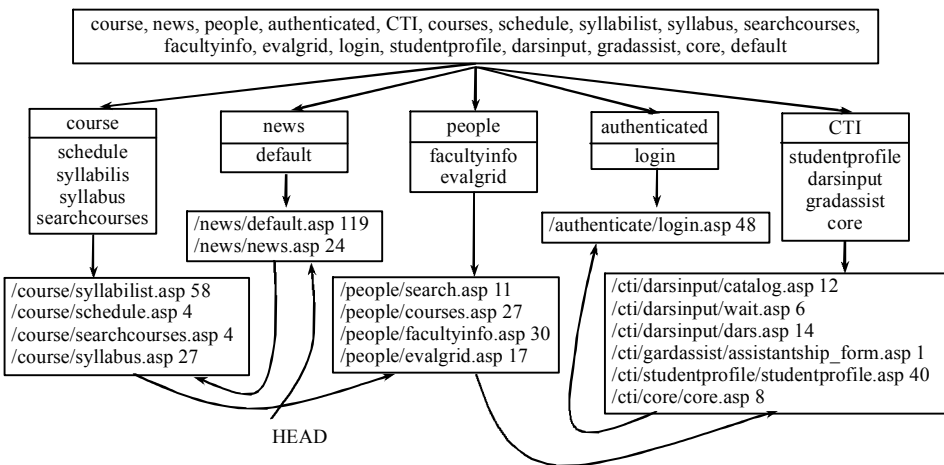 course, news, people, authenticated, CTI, courses, schedule, syllabilist, syllabus, searchcourses,
facultyinfo, evalgrid, login, studentprofile, darsinput, gradassist, core, default
course
schedule
syllabilis
syllabus
searchcourses
news
default
people
facultyinfo
evalgrid
authenticated
login
CTI
studentprofile
darsinput
gradassist
core
/news/default.asp 119
/news/news.asp 24
/authenticate/login.asp 48
/course/syllabilist.asp 58
/course/schedule.asp 4
/course/searchcourses.asp 4
/course/syllabus.asp 27
/people/search.asp 11
/people/courses.asp 27
/people/facultyinfo.asp 30
/people/evalgrid.asp 17
/cti/darsinput/catalog.asp 12
/cti/darsinput/wait.asp 6
/cti/darsinput/dars.asp 14
/cti/gardassist/assistantship_form.asp 1
/cti/studentprofile/studentprofile.asp 40
/cti/core/core.asp 8
HEAD